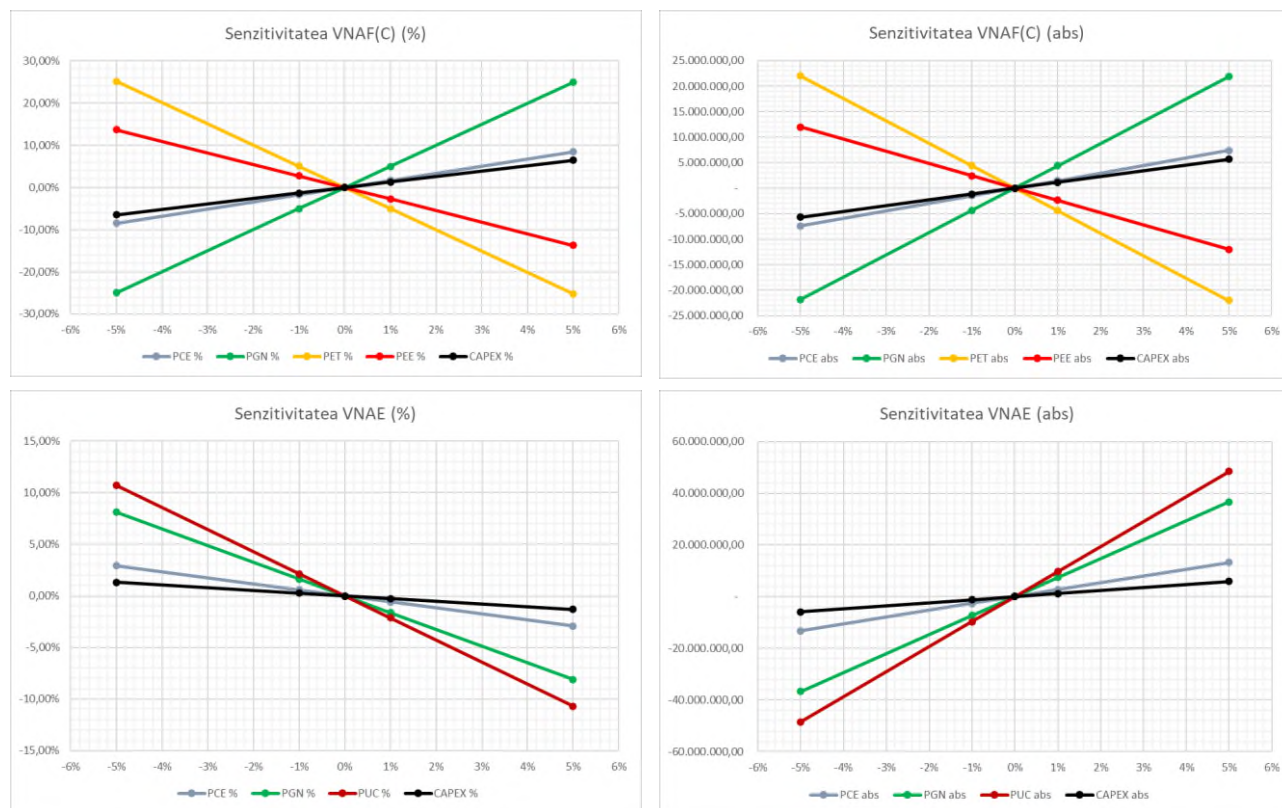 Senzitivitatea VNAF(C) (%)
30,00%
20,00%
10,00%
0,00%
-10,00%
-20,00%
-30,00%
-6% -5% -4% -3% -2% -1% 0% 1% 2% 3% 4% 5% 6%
PCE % PGN % PET % PEE % CAPEX %
Senzitivitatea VNAF(C) (abs)
25.000.000,00
20.000.000,00
15.000.000,00
10.000.000,00
5.000.000,00
-
-5.000.000,00
-10.000.000,00
-15.000.000,00
-20.000.000,00
-25.000.000,00
-6% -5% -4% -3% -2% -1% 0% 1% 2% 3% 4% 5% 6%
PCE abs PGN abs PET abs PEE abs CAPEX abs
Senzitivitatea VNAE (%)
15,00%
10,00%
5,00%
0,00%
-5,00%
-10,00%
-15,00%
-6% -5% -4% -3% -2% -1% 0% 1% 2% 3% 4% 5% 6%
PCE % PGN % PUC % CAPEX %
Senzitivitatea VNAE (abs)
60.000.000,00
40.000.000,00
20.000.000,00
-
-20.000.000,00
-40.000.000,00
-60.000.000,00
-6% -5% -4% -3% -2% -1% 0% 1% 2% 3% 4% 5% 6%
PCE abs PGN abs PUC abs CAPEX abs